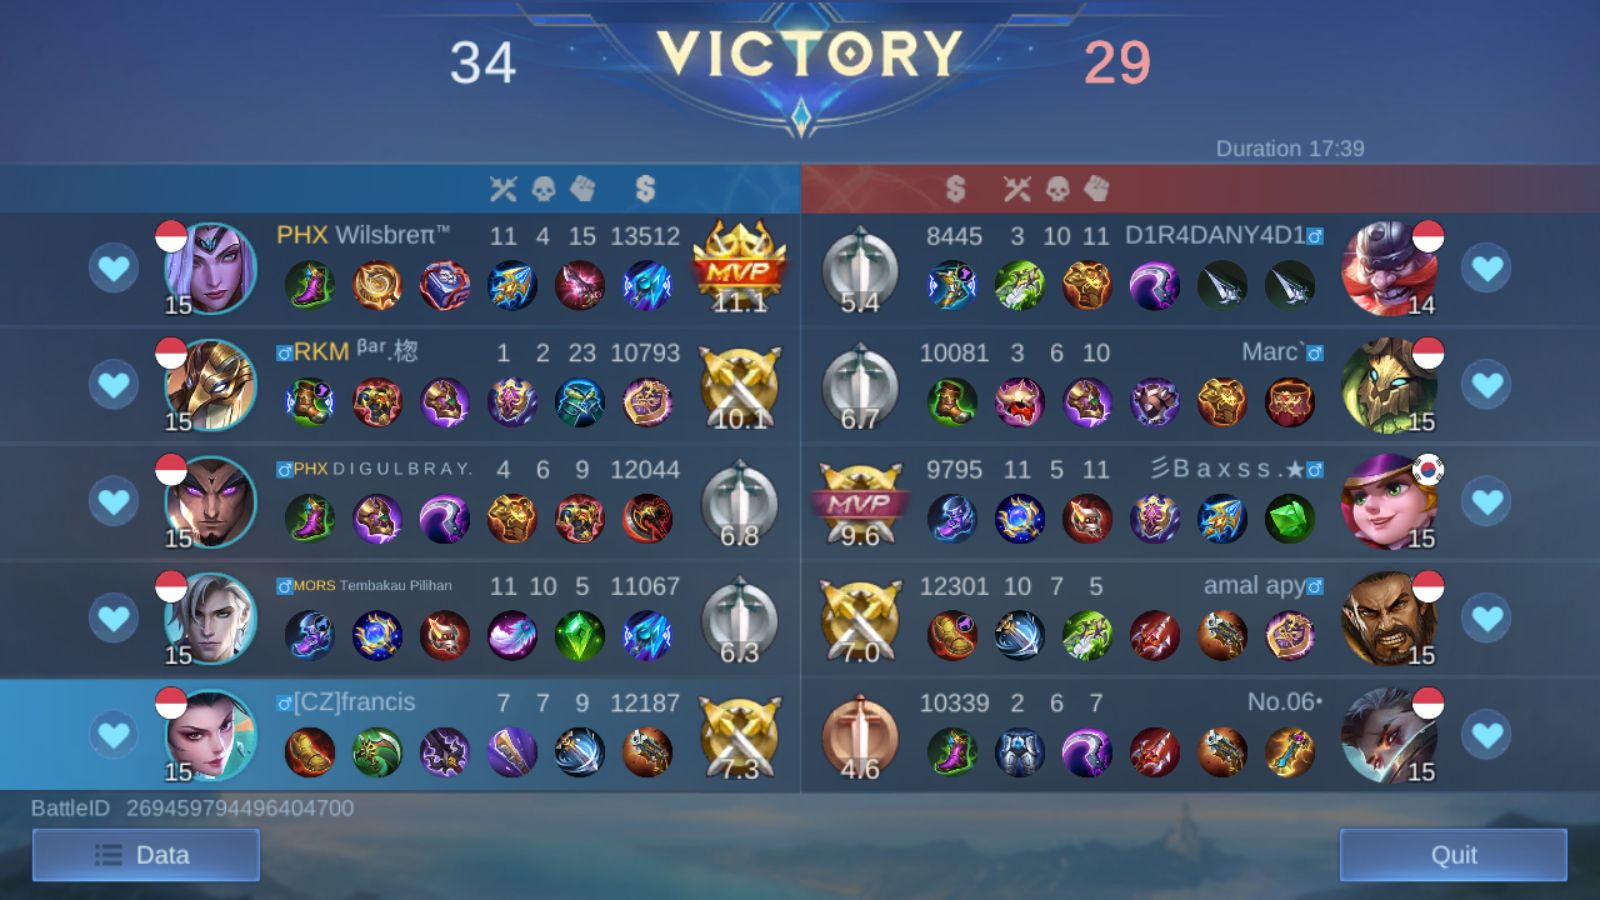 34 VICTORY 29
Duration 17:39
PHX Wilsbreπ™ 11 4 15 13512 MVP 11.1
15
5.4 8445 3 10 11 D1R4DANY4D1♂
14
♂RKM βar.楤 1 2 23 10793 10.1
15
6.7 10081 3 6 10 Marc`♂
15
♂PHX D I G U L B R A Y. 4 6 9 12044 6.8
15
MVP 9.6 9795 11 5 11 彡B a x s s .★♂
15
♂MORS Tembakau Pilihan 11 10 5 11067 6.3
15
7.0 12301 10 7 5 amal apy♂
15
♂[CZ]francis 7 7 9 12187 7.3
15
4.6 10339 2 6 7 No.06•
15
BattleID 269459794496404700
Data
Quit